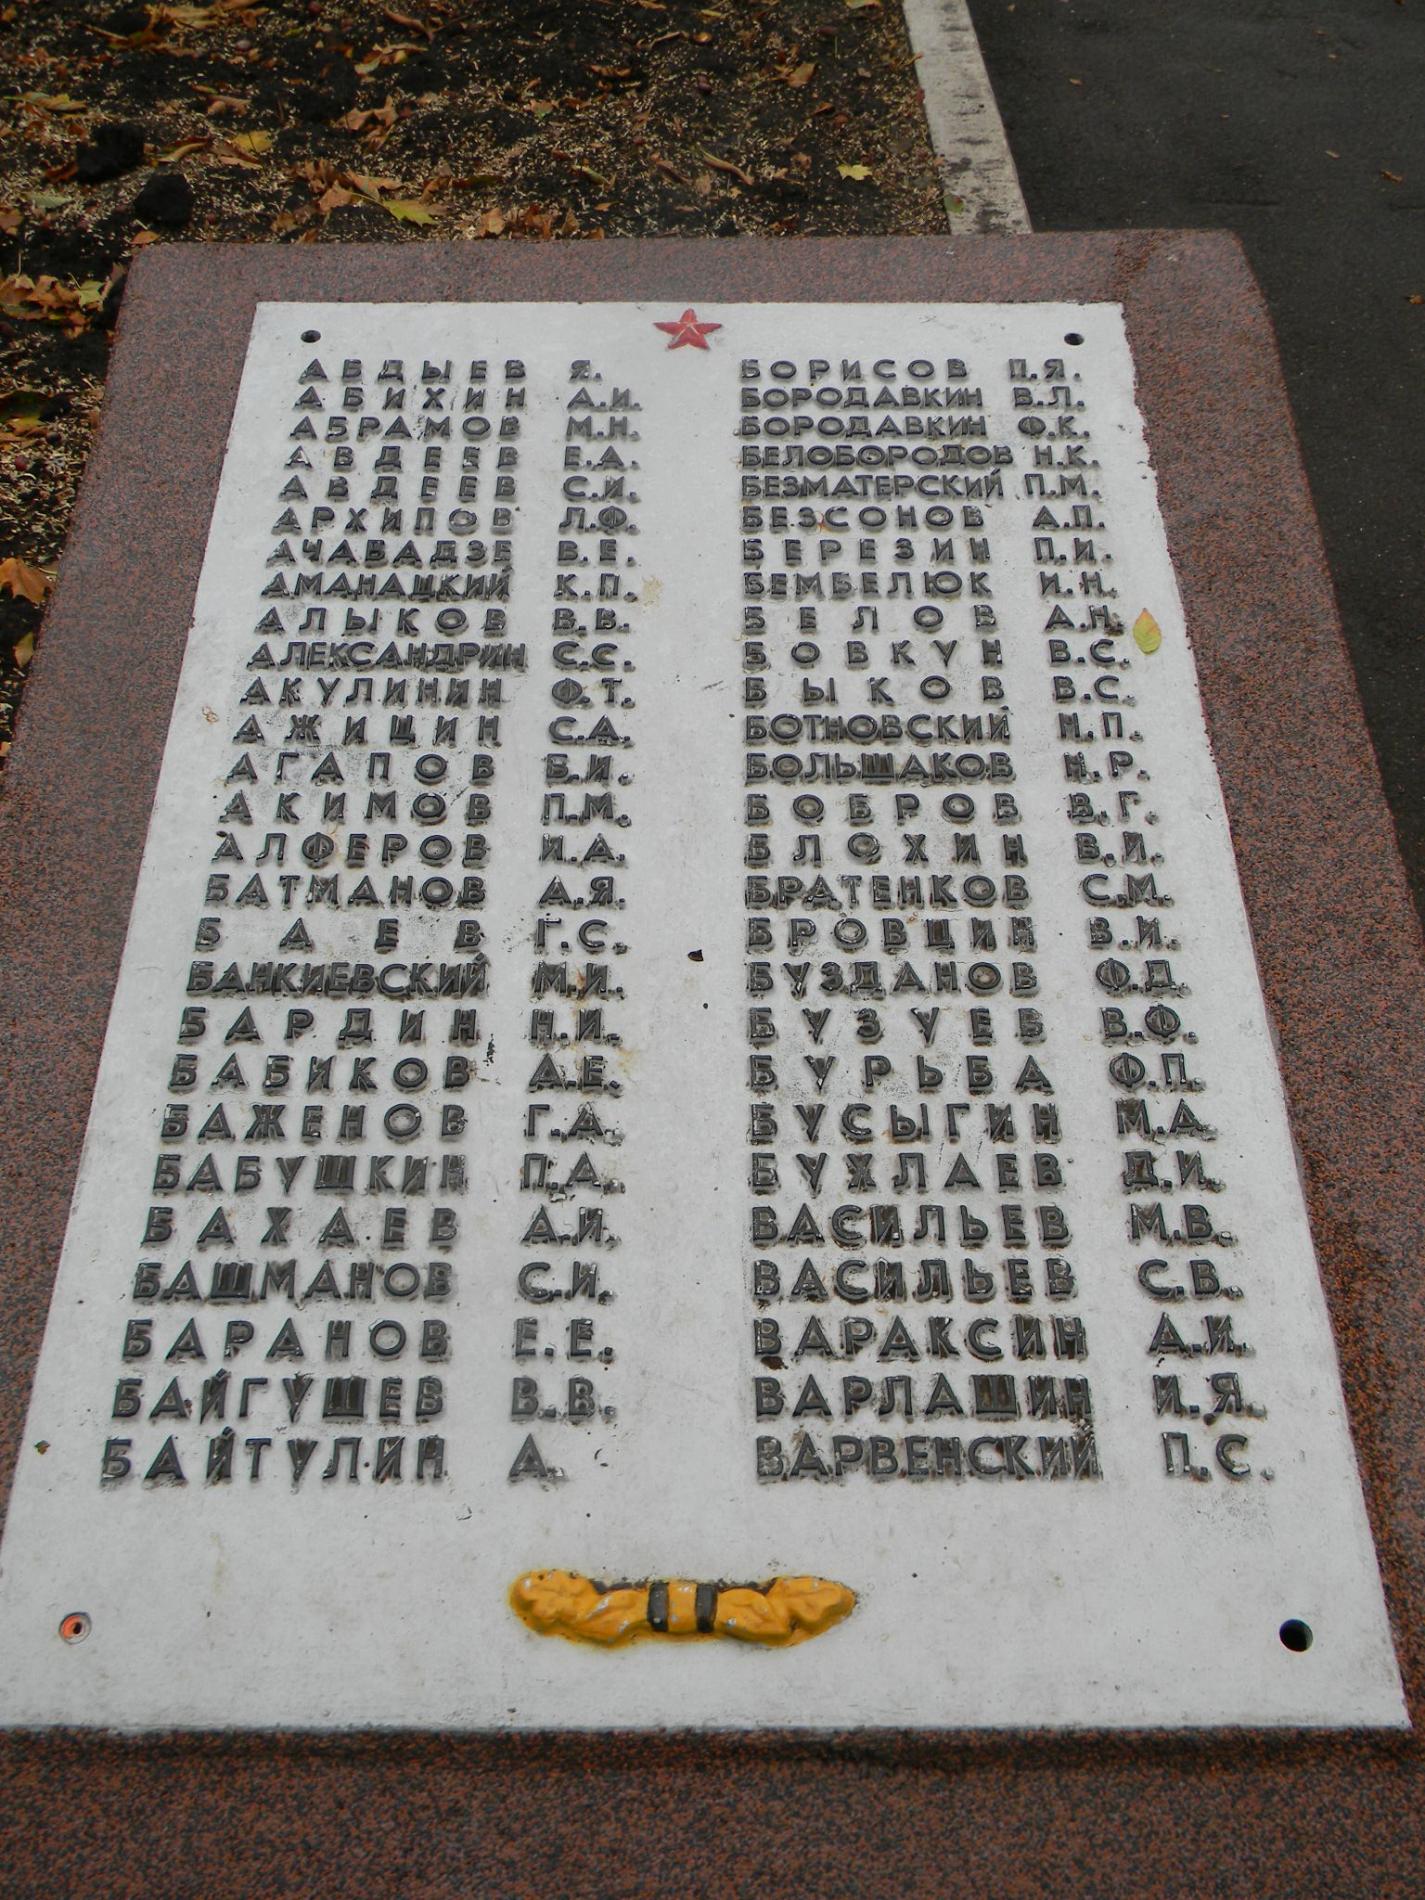 АВДЫЕВ Я.
АБИХИН А.И.
АБРАМОВ М.Н.
АВДЕЕВ Е.А.
АВДЕЕВ С.И.
АРХИПОВ Л.Ф.
АЧАВАДЗЕ В.Е.
АМАНАЦКИЙ К.П.
АЛЫКОВ В.В.
АЛЕКСАНДРИН С.С.
АКУЛИНИН Ф.Т.
АЖИЩИН С.А.
АГАПОВ Б.И.
АКИМОВ П.М.
АЛФЕРОВ И.А.
БАТМАНОВ А.Я.
БАЕВ Г.С.
БАНКИЕВСКИЙ М.И.
БАРДИН Н.И.
БАБИКОВ А.Е.
БАЖЕНОВ Г.А.
БАБУШКИН П.А.
БАХАЕВ А.И.
БАШМАНОВ С.И.
БАРАНОВ Е.Е.
БАЙГУШЕВ В.В.
БАЙТУЛИН А.
БОРИСОВ П.Я.
БОРОДАВКИН В.Л.
БОРОДАВКИН Ф.К.
БЕЛОБОРОДОВ Н.К.
БЕЗМАТЕРСКИЙ П.М.
БЕЗСОНОВ А.П.
БЕРЕЗИН П.И.
БЕМБЕЛЮК И.Н.
БЕЛОВ А.Н.
БОВКУН В.С.
БЫКОВ В.С.
БОТНОВСКИЙ Н.П.
БОЛЬШАКОВ Н.Р.
БОБРОВ В.Г.
БЛОХИН В.И.
БРАТЕНКОВ С.М.
БРОВЦИН В.И.
БУЗДАНОВ Ф.Д.
БУЗУЕВ В.Ф.
БУРЬБА Ф.П.
БУСЫГИН М.А.
БУХЛАЕВ Д.И.
ВАСИЛЬЕВ М.В.
ВАСИЛЬЕВ С.В.
ВАРАКСИН А.И.
ВАРЛАШИН И.Я.
ВАРВЕНСКИЙ П.С.